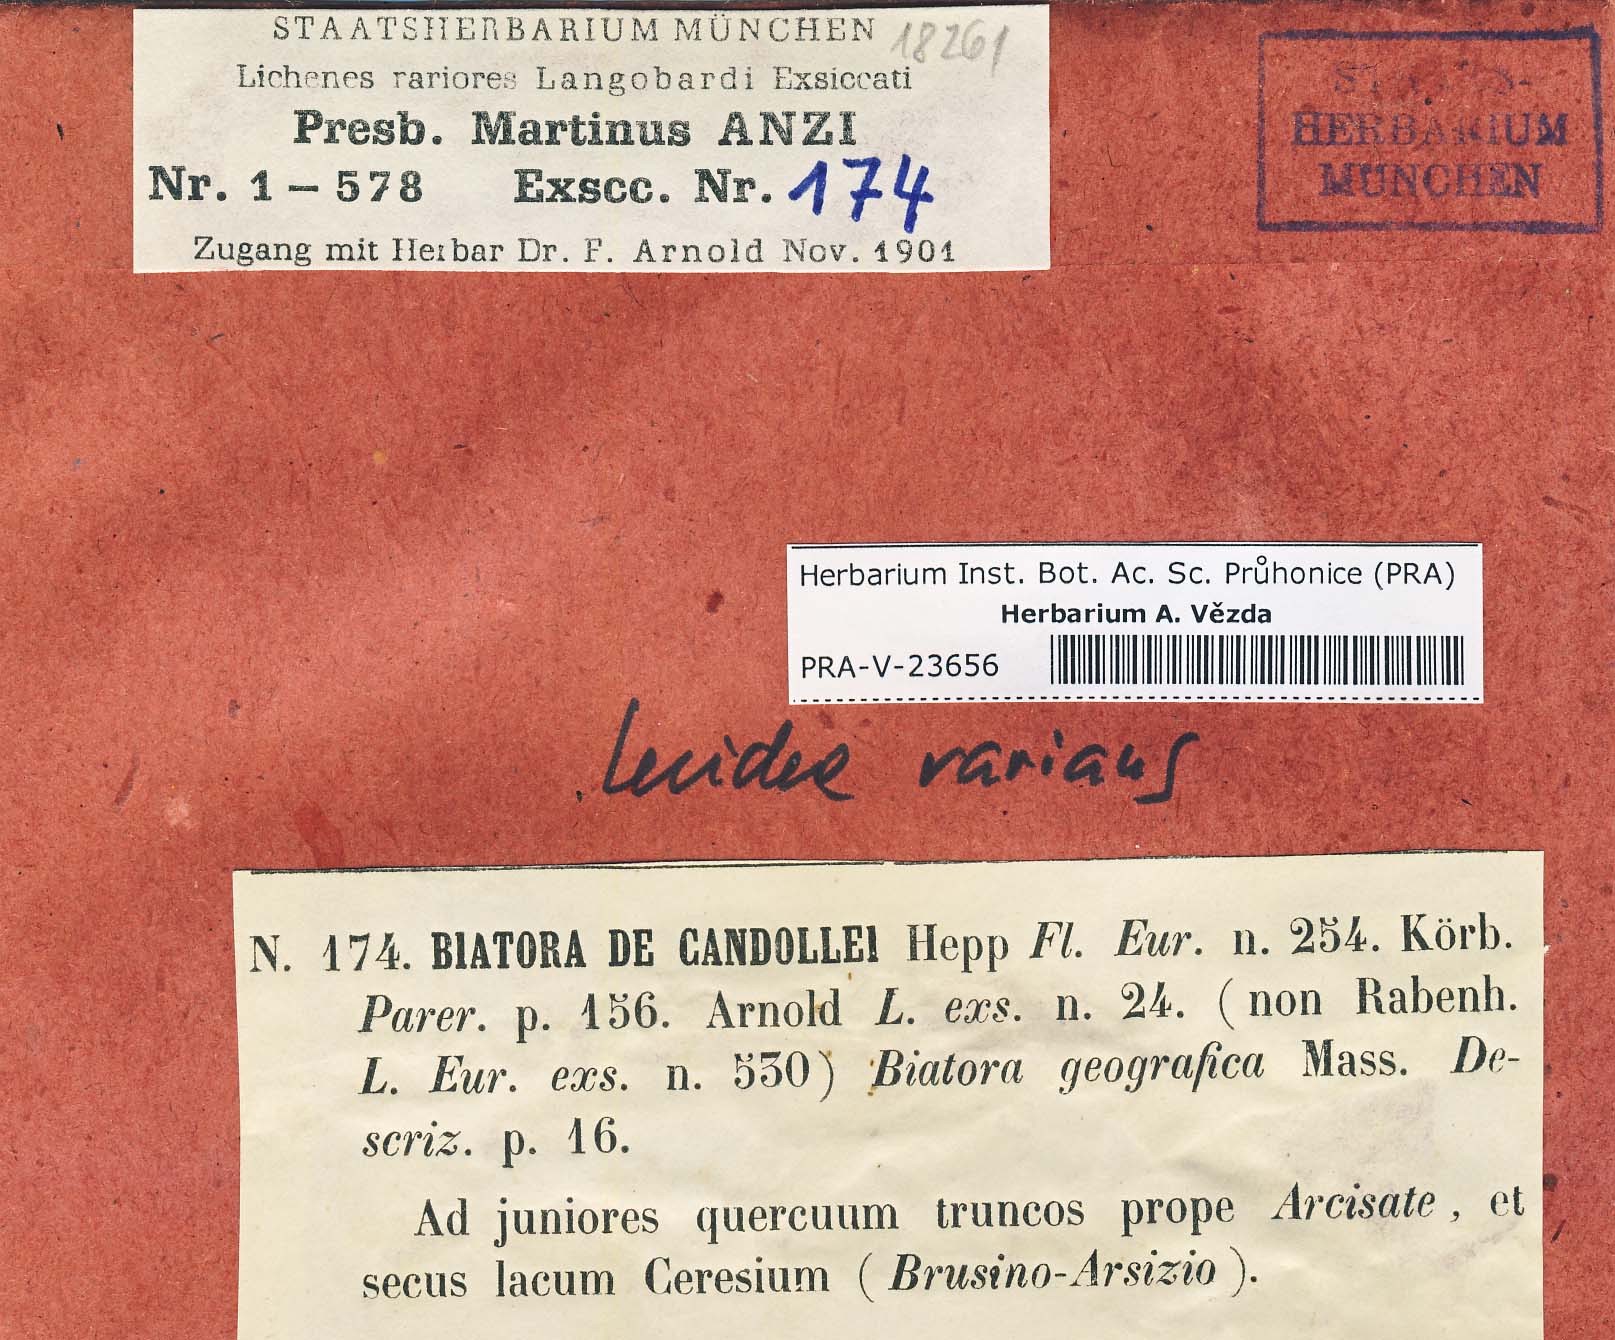 STAATSHERBARIUM MÜNCHEN 18261
Lichenes rariores Langobardi Exsiccati
Presb. Martinus ANZI
Nr. 1 – 578 Exscc. Nr. 174
Zugang mit Herbar Dr. F. Arnold Nov. 1901
STAATS-
HERBARIUM
MÜNCHEN
Herbarium Inst. Bot. Ac. Sc. Průhonice (PRA)
Herbarium A. Vězda
PRA-V-23656
Lecidea varians
N. 174. BIATORA DE CANDOLLEI Hepp Fl. Eur. n. 254. Körb.
Parer. p. 156. Arnold L. exs. n. 24. (non Rabenh.
L. Eur. exs. n. 530) Biatora geografica Mass. De-
scriz. p. 16.
Ad juniores quercuum truncos prope Arcisate, et
secus lacum Ceresium (Brusino-Arsizio).